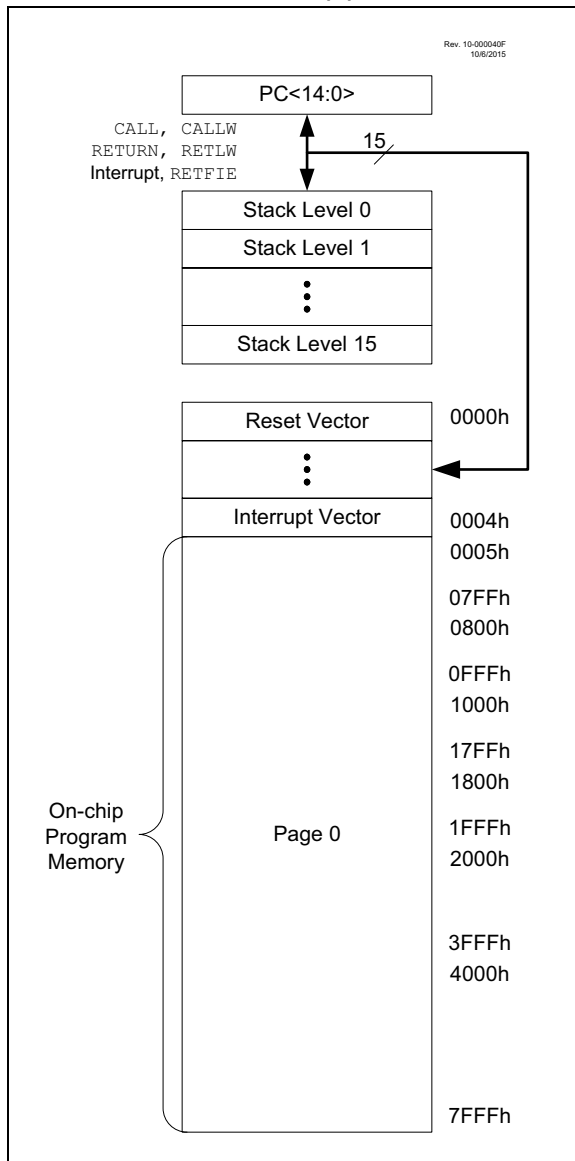 Rev. 10-000040F
10/6/2015
PC<14:0>
CALL, CALLW
RETURN, RETLW
Interrupt, RETFIE
15
Stack Level 0
Stack Level 1
Stack Level 15
Reset Vector
0000h
Interrupt Vector
0004h
0005h
07FFh
0800h
0FFFh
1000h
17FFh
1800h
On-chip
Program
Memory
Page 0
1FFFh
2000h
3FFFh
4000h
7FFFh